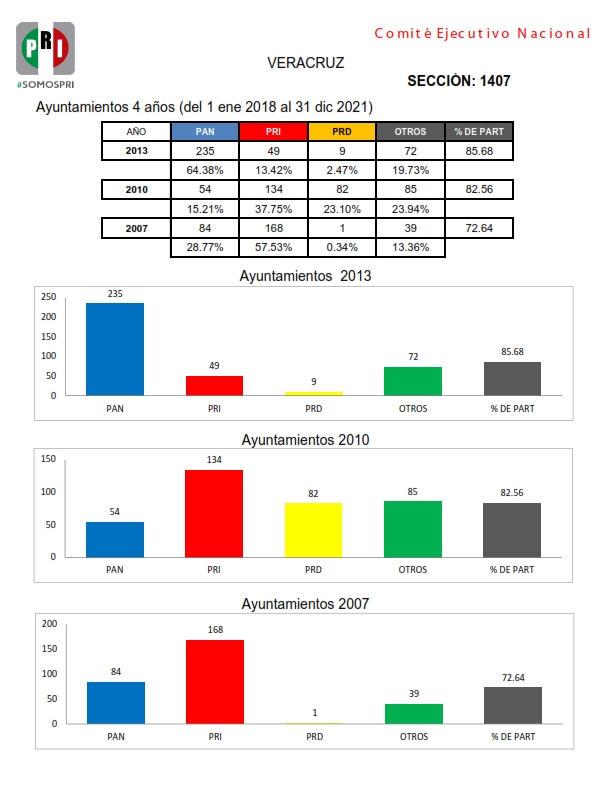 Comité Ejecutivo Nacional
PRI
#SOMOSPRI
VERACRUZ
SECCIÓN: 1407
Ayuntamientos 4 años (del 1 ene 2018 al 31 dic 2021)
AÑO PAN PRI PRD OTROS % DE PART
2013 235 49 9 72 85.68
64.38% 13.42% 2.47% 19.73%
2010 54 134 82 85 82.56
15.21% 37.75% 23.10% 23.94%
2007 84 168 1 39 72.64
28.77% 57.53% 0.34% 13.36%
Ayuntamientos 2013
250
200
150
100
50
0
235 49 9 72 85.68
PAN PRI PRD OTROS % DE PART
Ayuntamientos 2010
150
100
50
0
54 134 82 85 82.56
PAN PRI PRD OTROS % DE PART
Ayuntamientos 2007
200
150
100
50
0
84 168 1 39 72.64
PAN PRI PRD OTROS % DE PART